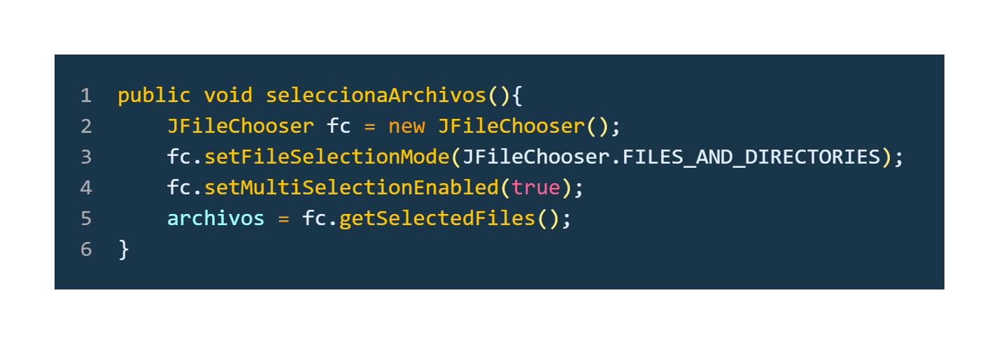 1 public void seleccionaArchivos(){
2     JFileChooser fc = new JFileChooser();
3     fc.setFileSelectionMode(JFileChooser.FILES_AND_DIRECTORIES);
4     fc.setMultiSelectionEnabled(true);
5     archivos = fc.getSelectedFiles();
6 }